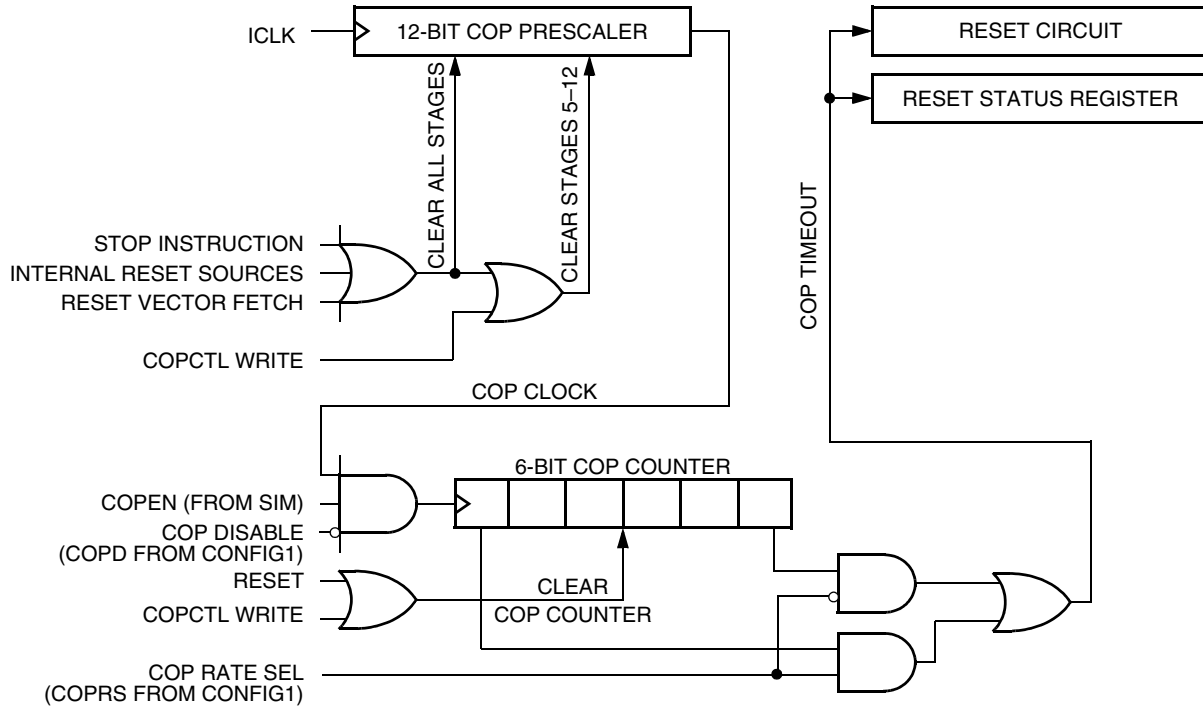 ICLK
12-BIT COP PRESCALER
RESET CIRCUIT
RESET STATUS REGISTER
CLEAR ALL STAGES
CLEAR STAGES 5–12
COP TIMEOUT
STOP INSTRUCTION
INTERNAL RESET SOURCES
RESET VECTOR FETCH
COPCTL WRITE
COP CLOCK
6-BIT COP COUNTER
COPEN (FROM SIM)
COP DISABLE
(COPD FROM CONFIG1)
RESET
COPCTL WRITE
CLEAR
COP COUNTER
COP RATE SEL
(COPRS FROM CONFIG1)